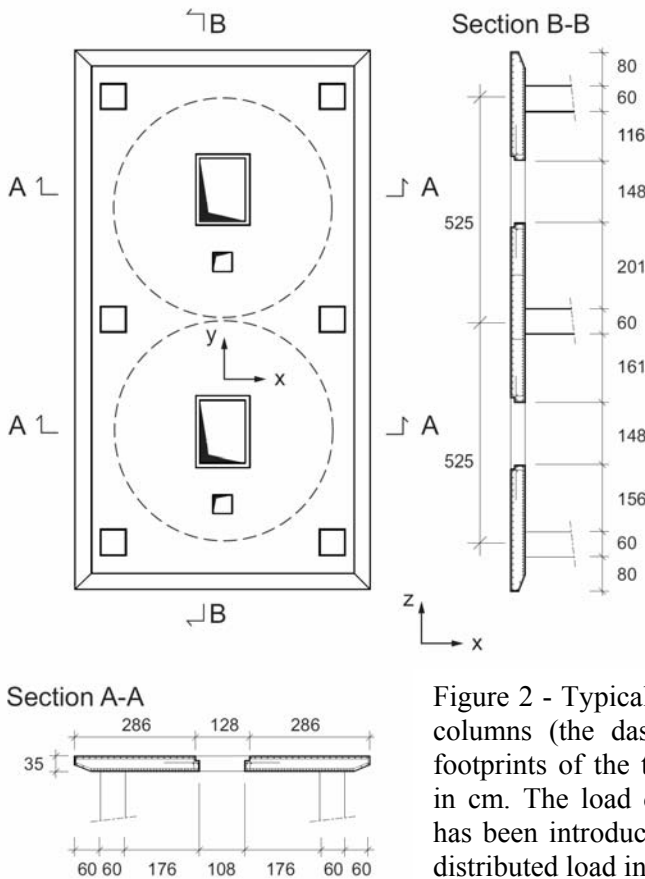 B
Section B-B
80
60
116
A A
148
525
201
60
y
x
161
A A
148
525
156
60
80
B
z
x
Section A-A
286 128 286
35
60 60 176 108 176 60 60
Figure 2 - Typical
columns (the das
footprints of the t
in cm. The load
has been introduc
distributed load in